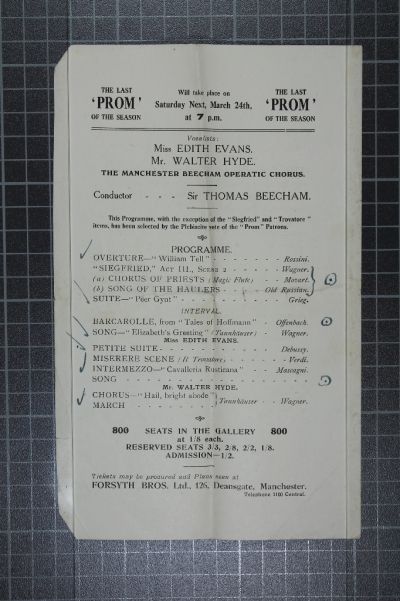 THE LAST
'PROM'
OF THE SEASON
Will take place on
Saturday Next, March 24th,
at 7 p.m.
THE LAST
'PROM'
OF THE SEASON
Vocalists:
Miss EDITH EVANS.
Mr. WALTER HYDE.
THE MANCHESTER BEECHAM OPERATIC CHORUS.
Conductor - - - Sir THOMAS BEECHAM.
This Programme, with the exception of the "Siegfried" and "Trovatore"
items, has been selected by the Plebiscite vote of the "Prom" Patrons.
PROGRAMME.
OVERTURE—"William Tell" - - - - - - - Rossini.
"SIEGFRIED," Act III., Scene 2 - - - - - Wagner.
(a) CHORUS OF PRIESTS (Magic Flute) - - Mozart.
(b) SONG OF THE HAULERS - - - - Old Russian.
SUITE—"Peer Gynt" - - - - - - - - Grieg.
INTERVAL.
BARCAROLLE, from "Tales of Hoffmann" - Offenbach.
SONG—"Elizabeth's Greeting" (Tannhäuser) - Wagner.
Miss EDITH EVANS.
PETITE SUITE - - - - - - - - - Debussy.
MISERERE SCENE (Il Trovatore) - - - - - Verdi.
INTERMEZZO—"Cavalleria Rusticana" - - - Mascagni.
SONG - - - - - - - - - - - - - -
Mr. WALTER HYDE.
CHORUS—"Hail, bright abode" } Tannhäuser - Wagner.
MARCH - - - - - -
800 SEATS IN THE GALLERY 800
at 1/8 each.
RESERVED SEATS 3/3, 2/8, 2/2, 1/8.
ADMISSION—1/2.
Tickets may be procured and Plans seen at
FORSYTH BROS. Ltd., 126, Deansgate, Manchester.
Telephone 1100 Central.